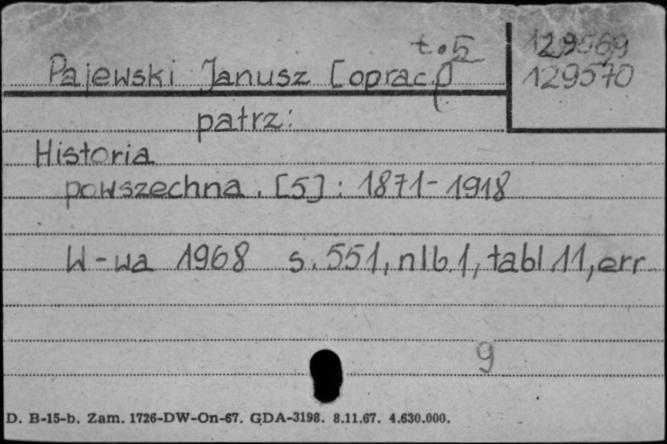 t.5
129569
Pajewski Janusz [oprac.]
129570
patrz:
Historia
powszechna. [5]: 1871-1918
W-wa 1968 s. 551, nlb.1, tabl.11, err
9
D. B-15-b. Zam. 1726-DW-On-67. GDA-3198. 8.11.67. 4.630.000.